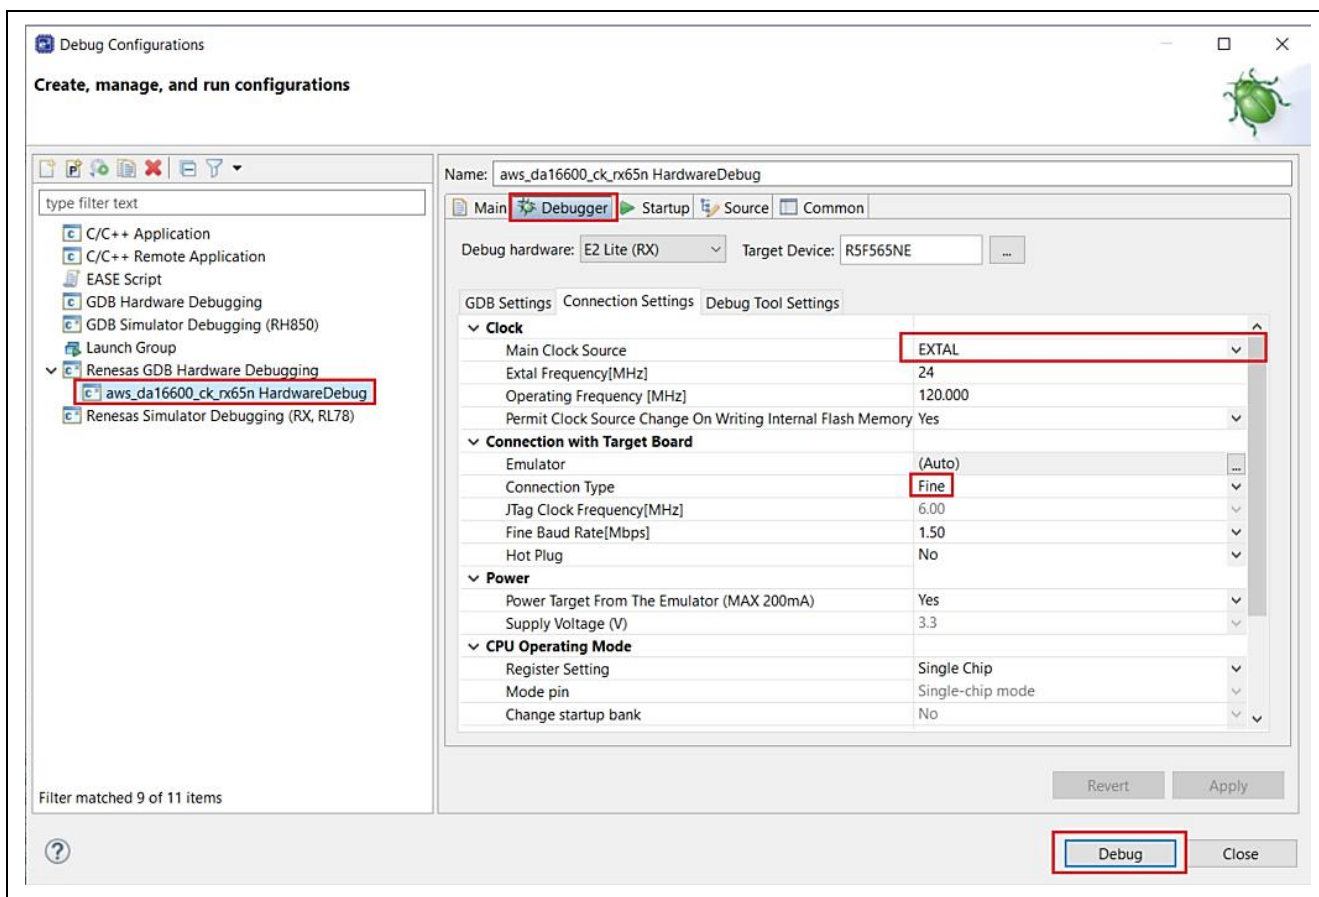 Debug Configurations
Create, manage, and run configurations
type filter text
C/C++ Application
C/C++ Remote Application
EASE Script
GDB Hardware Debugging
GDB Simulator Debugging (RH850)
Launch Group
Renesas GDB Hardware Debugging
aws_da16600_ck_rx65n HardwareDebug
Renesas Simulator Debugging (RX, RL78)
Filter matched 9 of 11 items
Name: aws_da16600_ck_rx65n HardwareDebug
Main Debugger Startup Source Common
Debug hardware: E2 Lite (RX) Target Device: R5F565NE ...
GDB Settings Connection Settings Debug Tool Settings
Clock
Main Clock Source EXTAL
Extal Frequency[MHz] 24
Operating Frequency [MHz] 120.000
Permit Clock Source Change On Writing Internal Flash Memory Yes
Connection with Target Board
Emulator (Auto) ...
Connection Type Fine
JTag Clock Frequency[MHz] 6.00
Fine Baud Rate[Mbps] 1.50
Hot Plug No
Power
Power Target From The Emulator (MAX 200mA) Yes
Supply Voltage (V) 3.3
CPU Operating Mode
Register Setting Single Chip
Mode pin Single-chip mode
Change startup bank No
Revert Apply
Debug Close